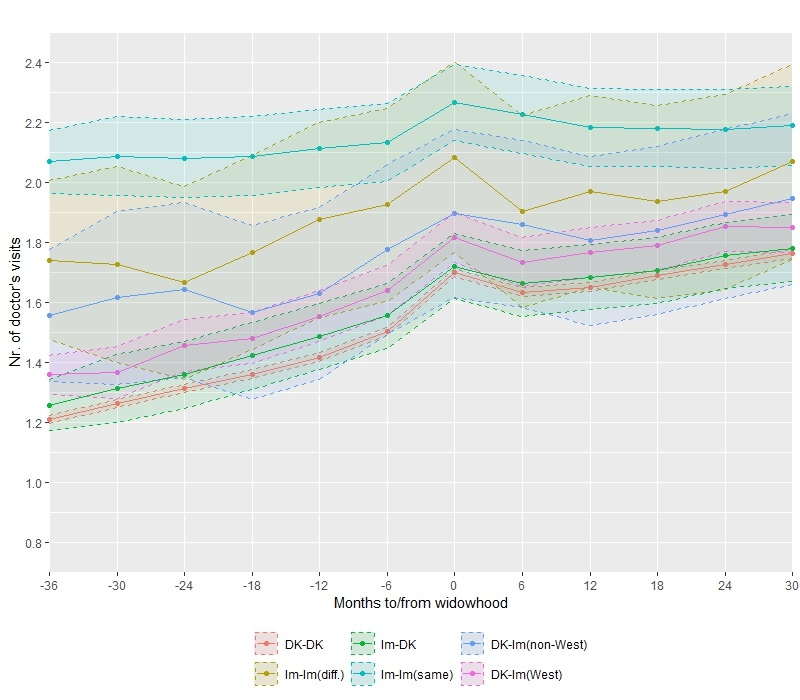 Nr. of doctor's visits
2.4
2.2
2.0
1.8
1.6
1.4
1.2
1.0
0.8
-36 -30 -24 -18 -12 -6 0 6 12 18 24 30
Months to/from widowhood
DK-DK Im-DK DK-Im(non-West)
Im-Im(diff.) Im-Im(same) DK-Im(West)